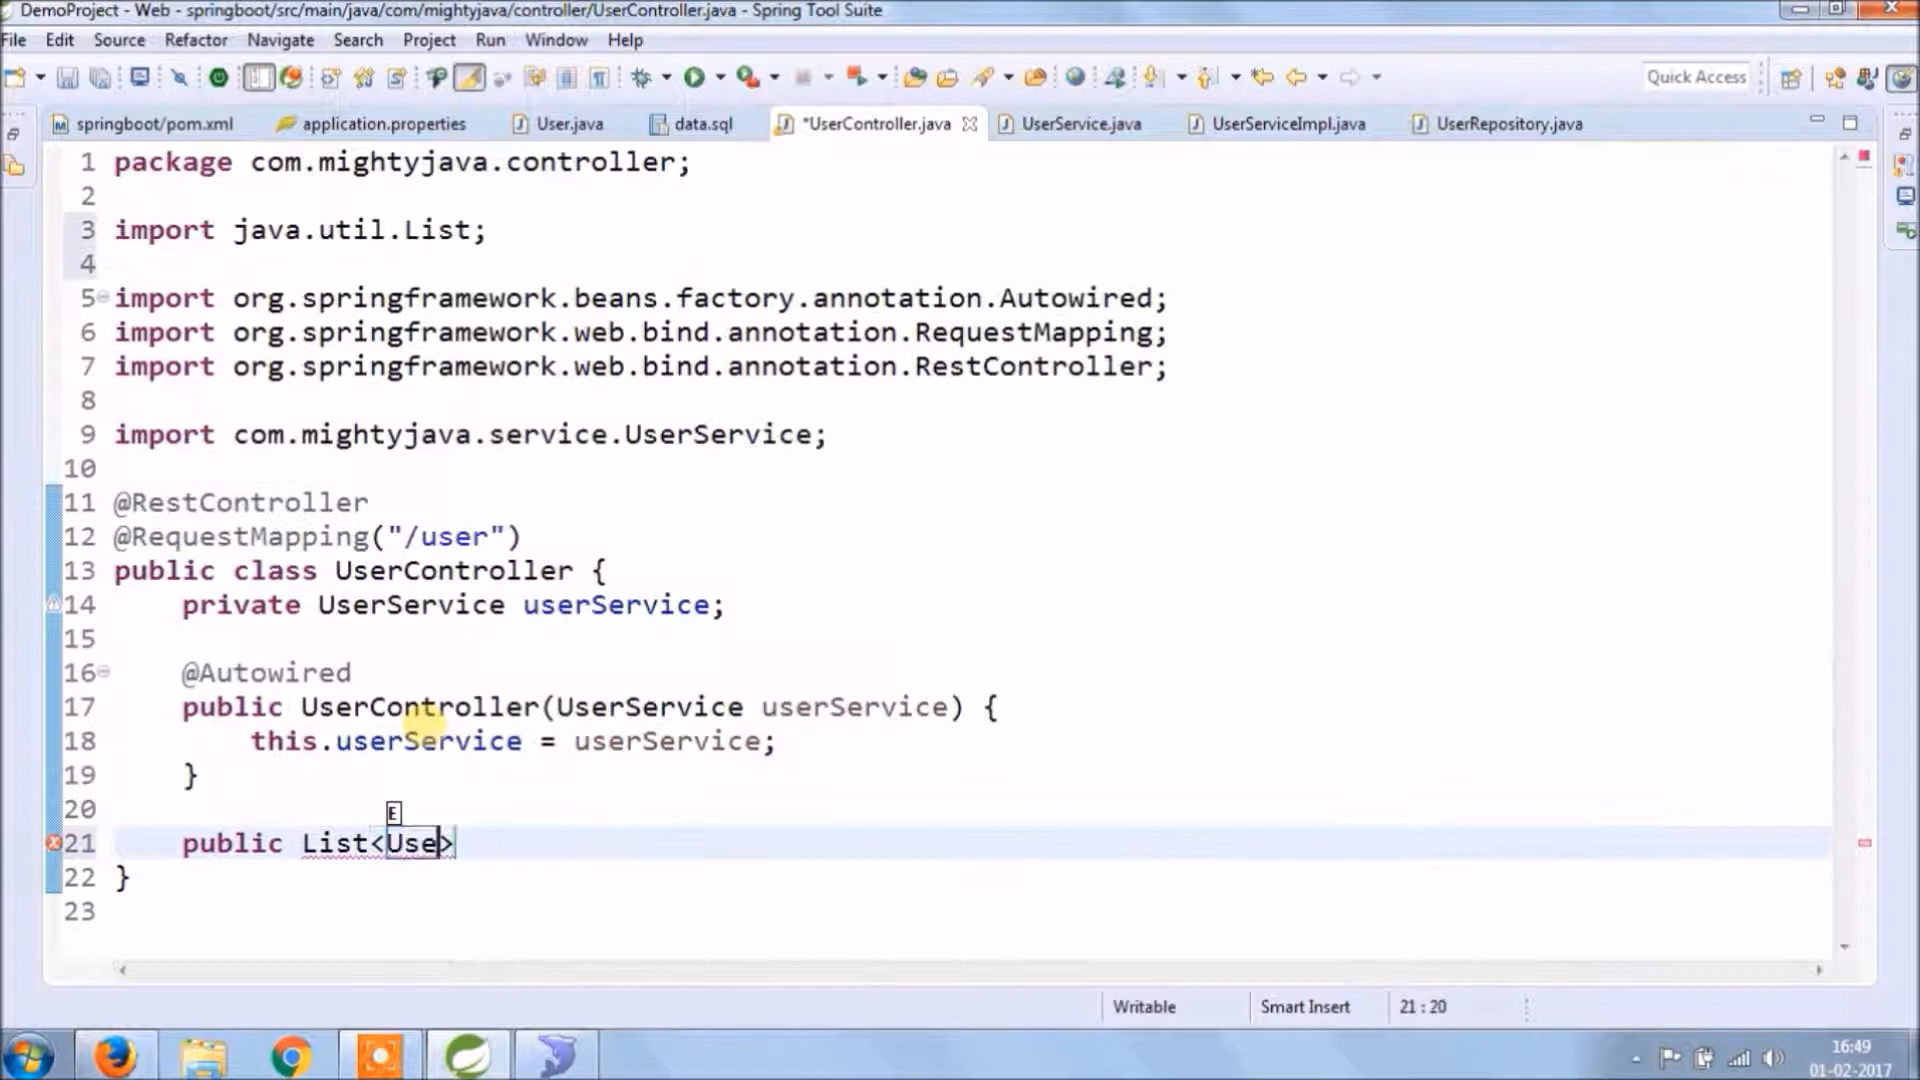 DemoProject - Web - springboot/src/main/java/com/mightyjava/controller/UserController.java - Spring Tool Suite
File Edit Source Refactor Navigate Search Project Run Window Help
Quick Access
springboot/pom.xml application.properties User.java data.sql *UserController.java UserService.java UserServiceImpl.java UserRepository.java
1 package com.mightyjava.controller;
2
3 import java.util.List;
4
5 import org.springframework.beans.factory.annotation.Autowired;
6 import org.springframework.web.bind.annotation.RequestMapping;
7 import org.springframework.web.bind.annotation.RestController;
8
9 import com.mightyjava.service.UserService;
10
11 @RestController
12 @RequestMapping("/user")
13 public class UserController {
14 private UserService userService;
15
16 @Autowired
17 public UserController(UserService userService) {
18 this.userService = userService;
19 }
20
E
21 public List<Use>
22 }
23
Writable Smart Insert 21 : 20
16:49
01-02-2017